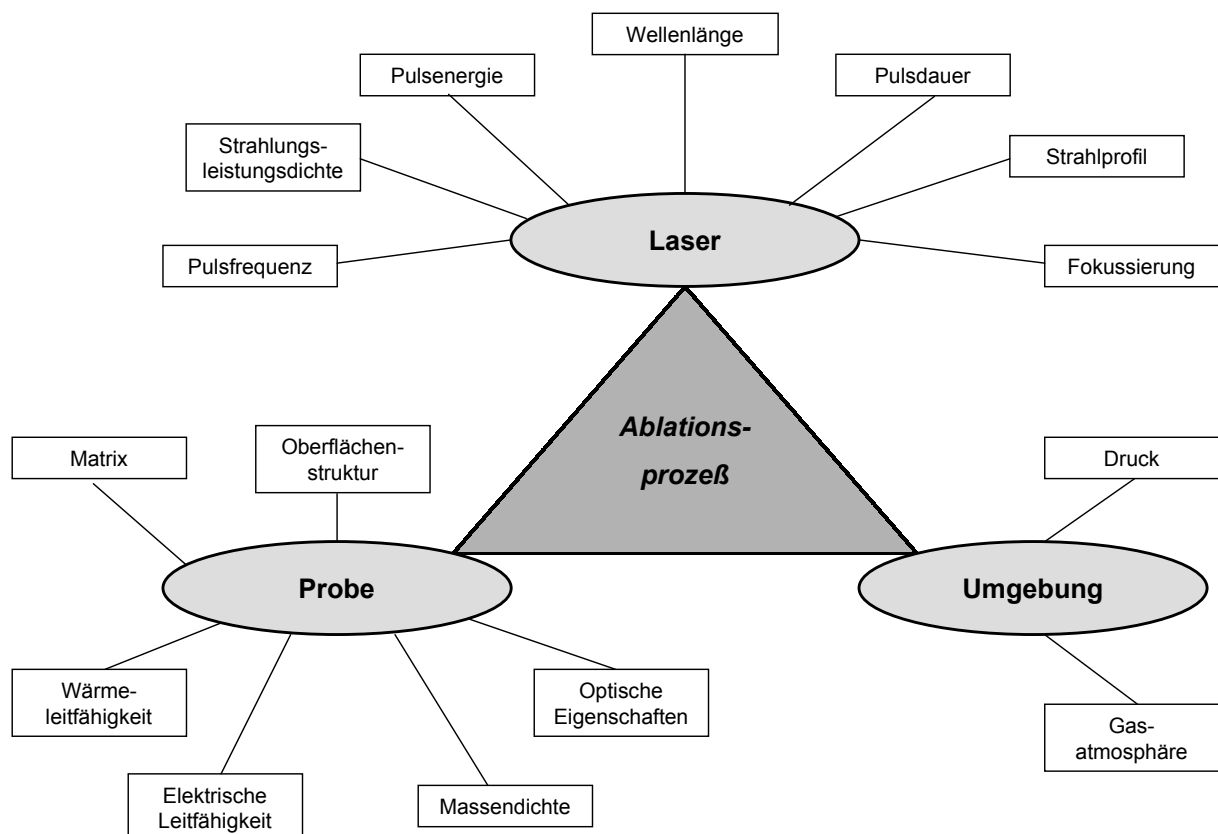 Wellenlänge
Pulsenergie
Pulsdauer
Strahlungs-
leistungsdichte
Strahlprofil
Laser
Pulsfrequenz
Fokussierung
Ablations-
prozeß
Matrix
Oberflächen-
struktur
Druck
Probe
Umgebung
Wärme-
leitfähigkeit
Optische
Eigenschaften
Gas-
atmosphäre
Elektrische
Leitfähigkeit
Massendichte